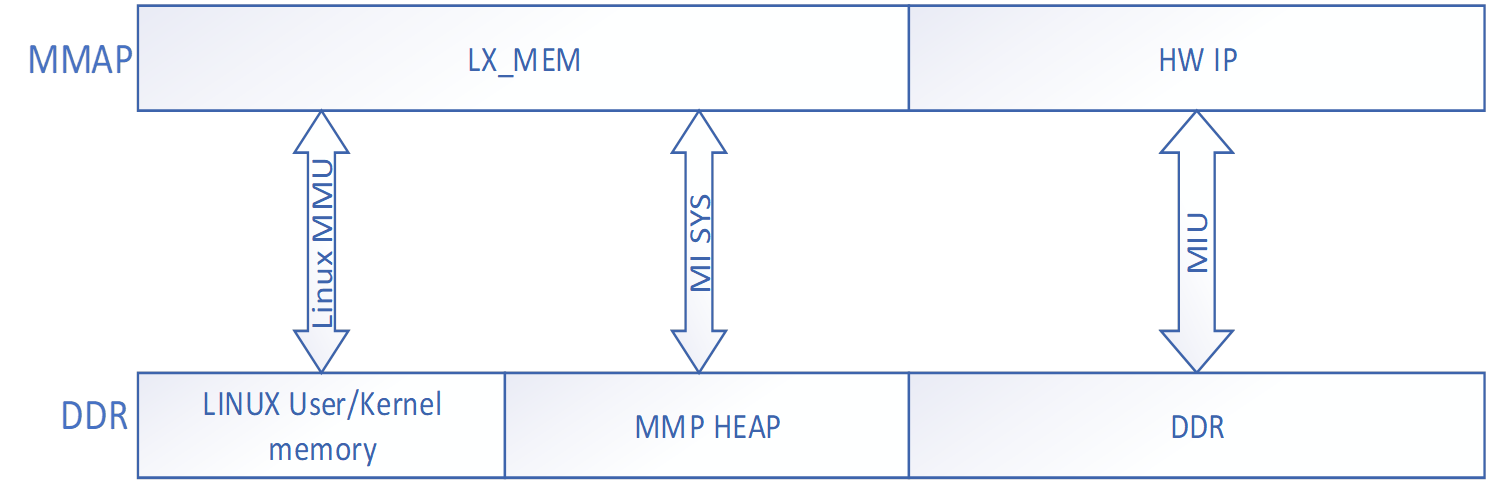 MMAP
LX_MEM
HW IP
Linux MMU
MI SYS
MIU
DDR
LINUX User/Kernel
memory
MMP HEAP
DDR